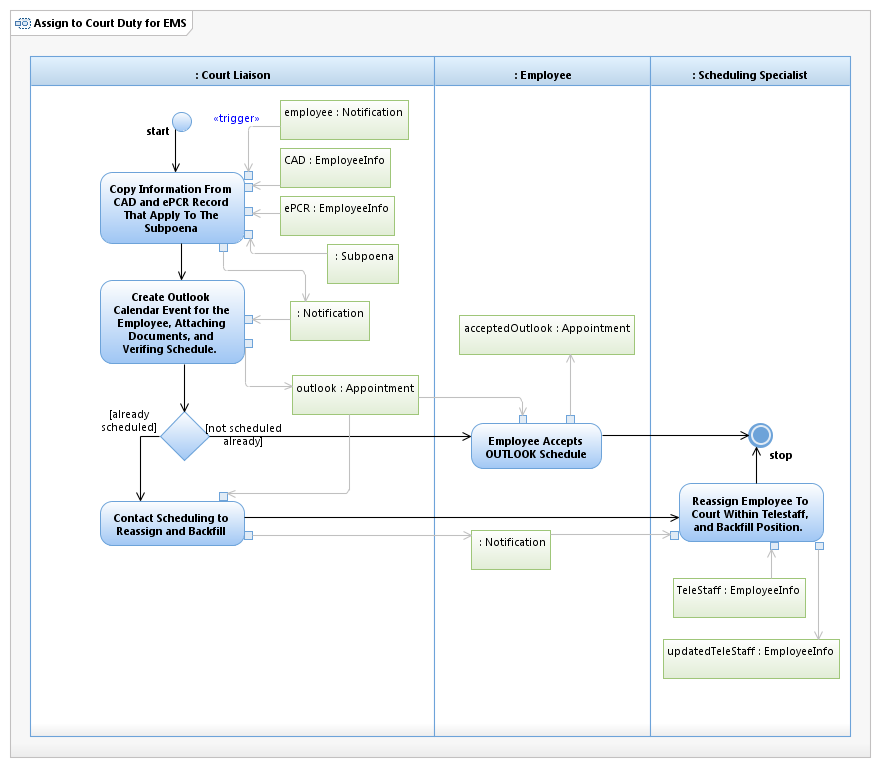 Assign to Court Duty for EMS
: Court Liaison
: Employee
: Scheduling Specialist
start
«trigger»
employee : Notification
CAD : EmployeeInfo
ePCR : EmployeeInfo
: Subpoena
Copy Information From
CAD and ePCR Record
That Apply To The
Subpoena
Create Outlook
Calendar Event for the
Employee, Attaching
Documents, and
Verifing Schedule.
: Notification
acceptedOutlook : Appointment
outlook : Appointment
[already
scheduled]
[not scheduled
already]
Employee Accepts
OUTLOOK Schedule
stop
Contact Scheduling to
Reassign and Backfill
: Notification
Reassign Employee To
Court Within Telestaff,
and Backfill Position.
TeleStaff : EmployeeInfo
updatedTeleStaff : EmployeeInfo